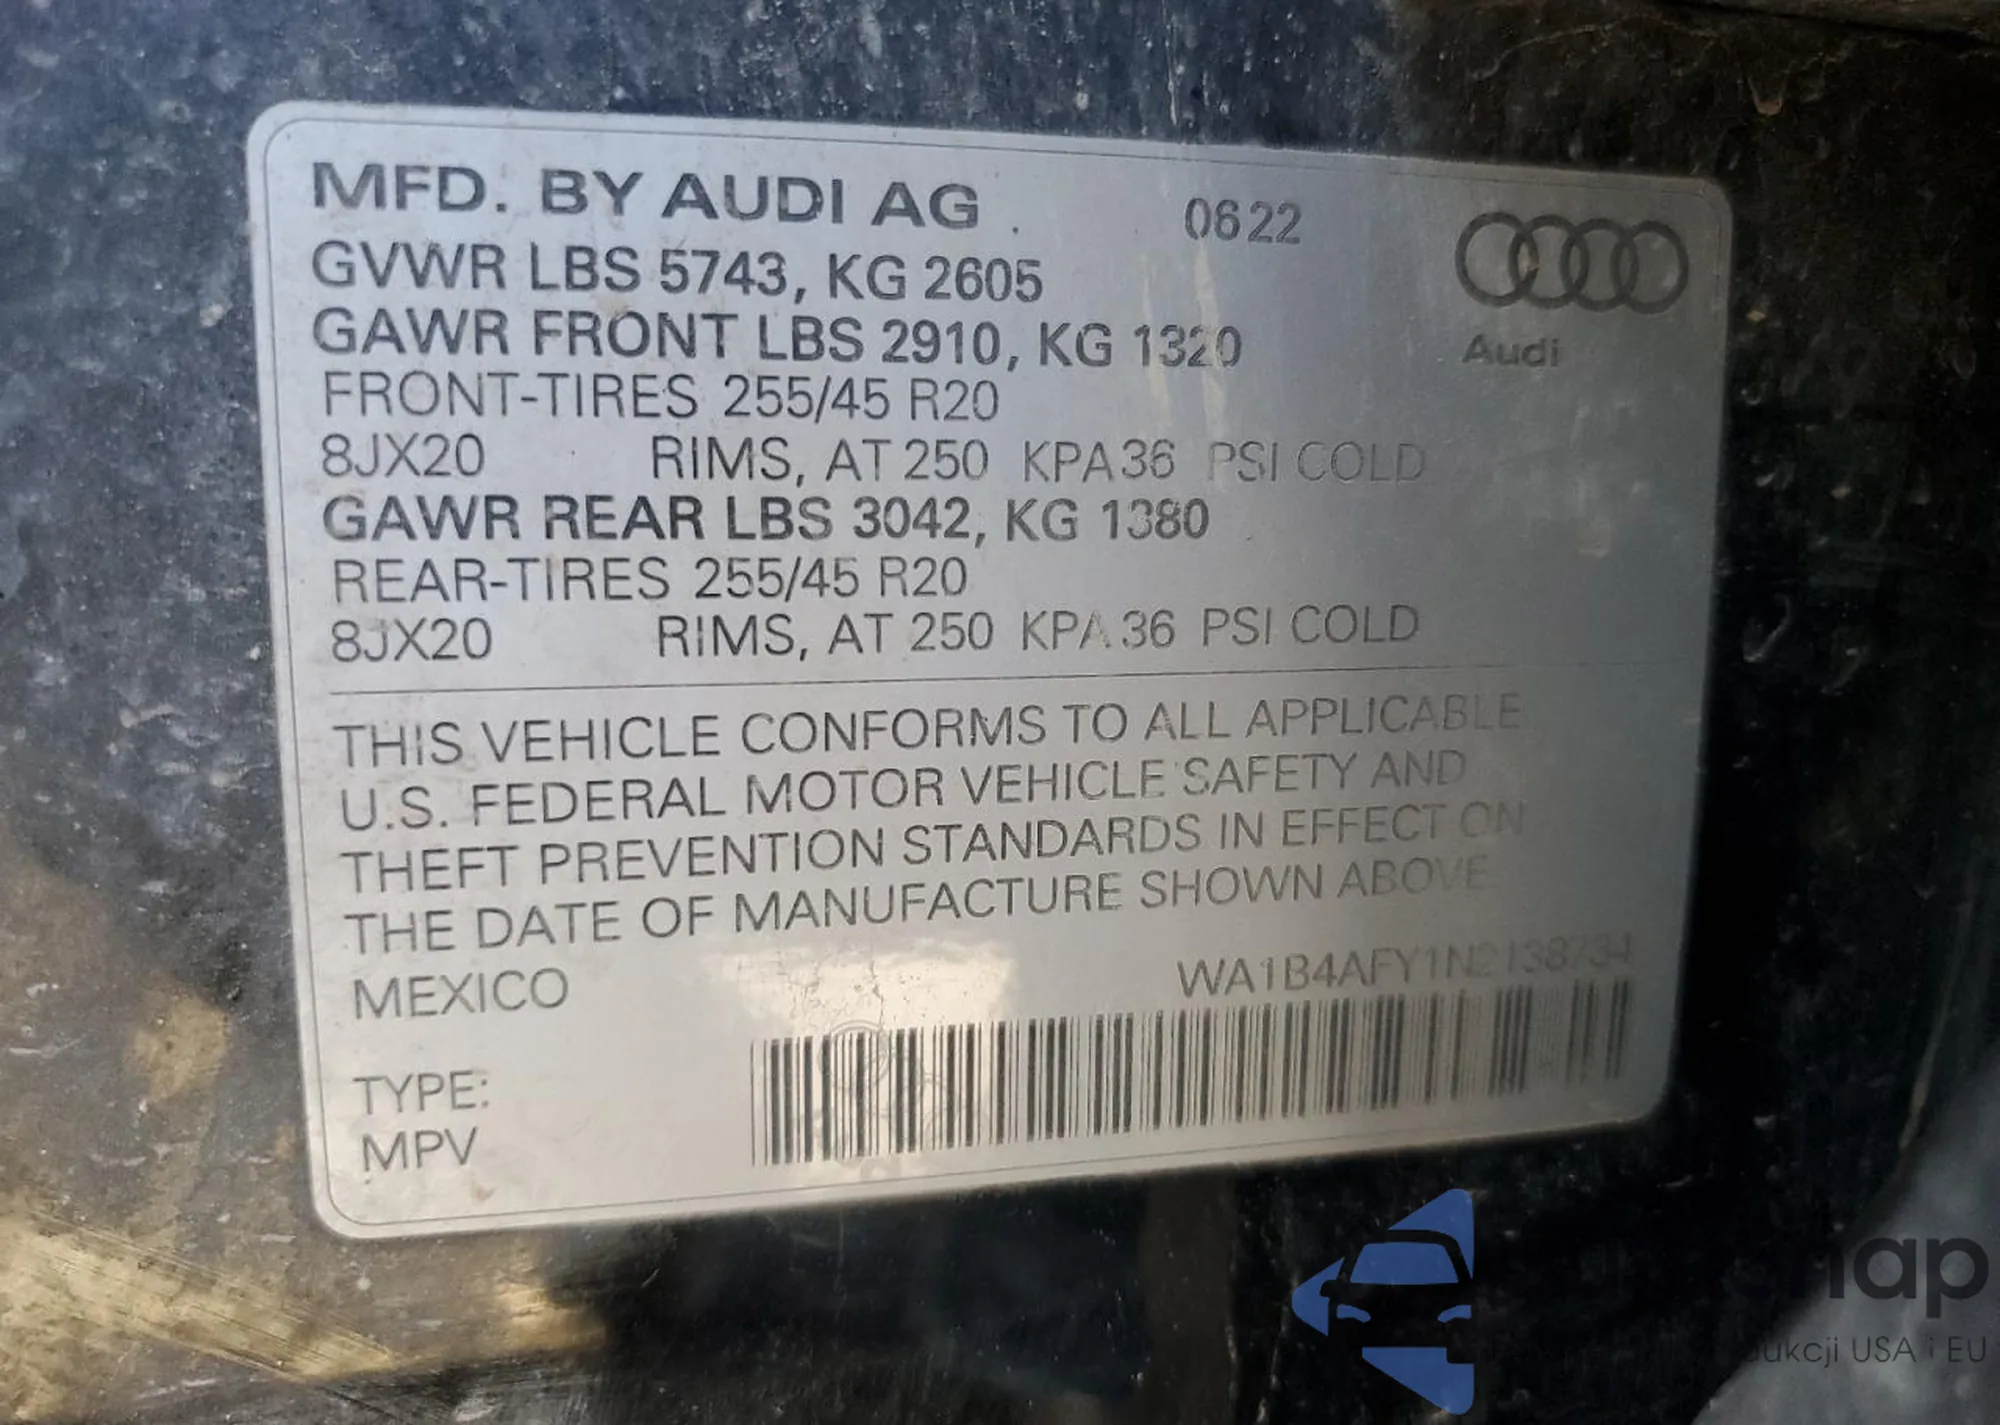 MFD. BY AUDI AG 0622
GVWR LBS 5743, KG 2605
GAWR FRONT LBS 2910, KG 1320
FRONT-TIRES 255/45 R20
8JX20 RIMS, AT 250 KPA 36 PSI COLD
GAWR REAR LBS 3042, KG 1380
REAR-TIRES 255/45 R20
8JX20 RIMS, AT 250 KPA 36 PSI COLD
Audi
THIS VEHICLE CONFORMS TO ALL APPLICABLE
U.S. FEDERAL MOTOR VEHICLE SAFETY AND
THEFT PREVENTION STANDARDS IN EFFECT ON
THE DATE OF MANUFACTURE SHOWN ABOVE
MEXICO
WA1B4AFY1N2138734
TYPE:
MPV
USA i EU